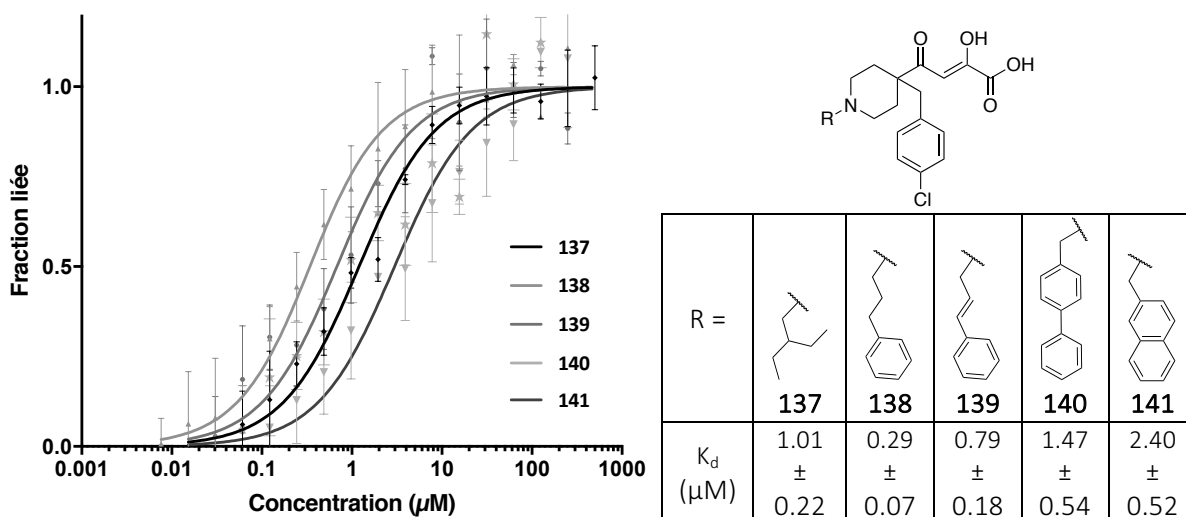 Fraction liée
1.0
0.5
0.0
0.001
0.01
0.1
1
10
100
1000
Concentration (µM)
137
138
139
140
141
O
OH
OH
O
N
R
Cl
R =
137
138
139
140
141
K_d
(µM)
1.01
±
0.22
0.29
±
0.07
0.79
±
0.18
1.47
±
0.54
2.40
±
0.52